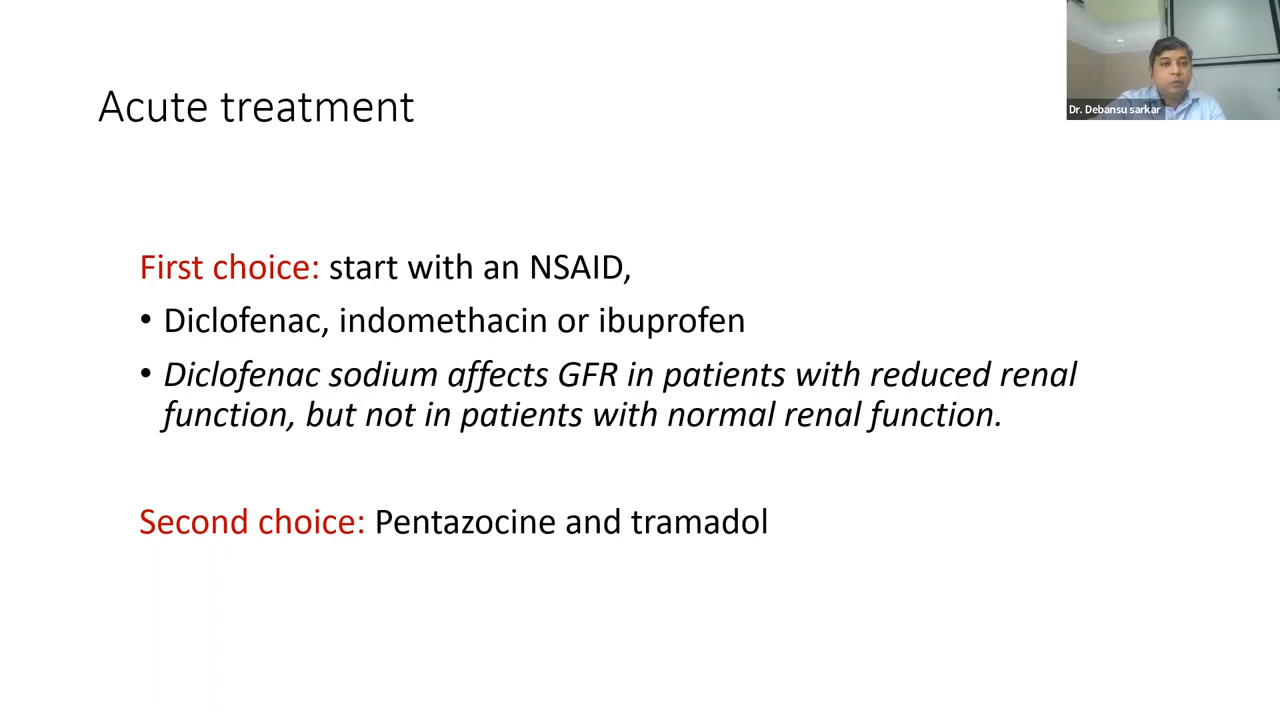 Acute treatment
Dr. Debansu sarkar
First choice: start with an NSAID,
• Diclofenac, indomethacin or ibuprofen
• Diclofenac sodium affects GFR in patients with reduced renal
function, but not in patients with normal renal function.
Second choice: Pentazocine and tramadol